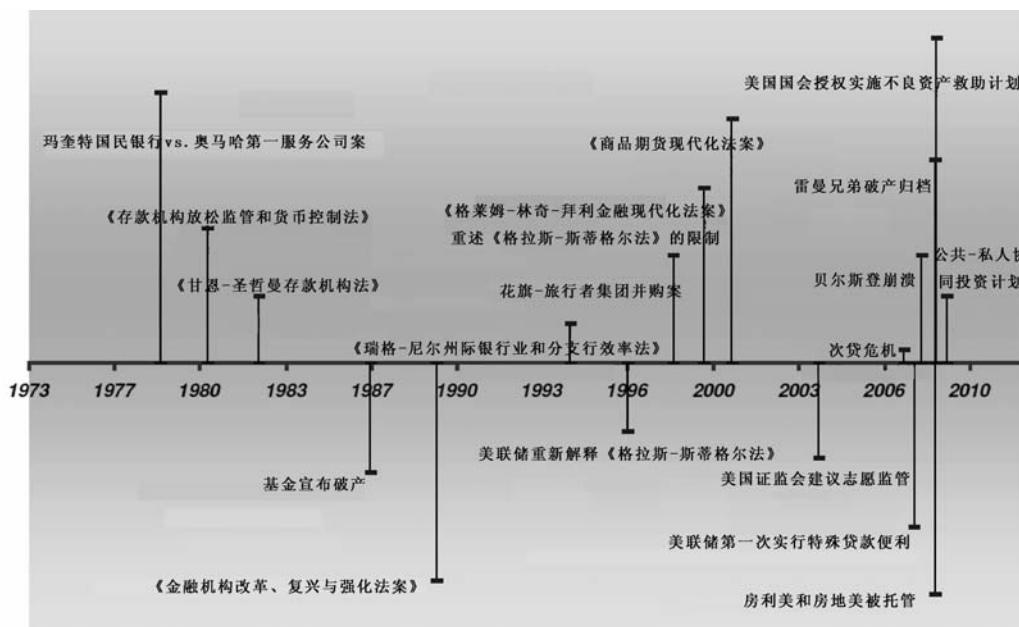 美国国会授权实施不良资产救助计划
玛奎特国民银行vs.奥马哈第一服务公司案
《商品期货现代化法案》
雷曼兄弟破产归档
《存款机构放松监管和货币控制法》
《格莱姆-林奇-拜利金融现代化法案》
重述《格拉斯-斯蒂格尔法》的限制
公共-私人协
同投资计划
贝尔斯登崩溃
《甘恩-圣哲曼存款机构法》
花旗-旅行者集团并购案
《瑞格-尼尔州际银行业和分支行效率法》
次贷危机
1973 1977 1980 1983 1987 1990 1993 1996 2000 2003 2006 2010
美联储重新解释《格拉斯-斯蒂格尔法》
基金宣布破产
美国证监会建议志愿监管
美联储第一次实行特殊贷款便利
《金融机构改革、复兴与强化法案》
房利美和房地美被托管